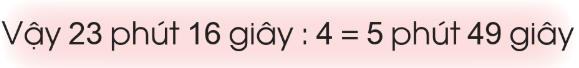 Vậy 23 phút 16 giây : 4 = 5 phút 49 giây